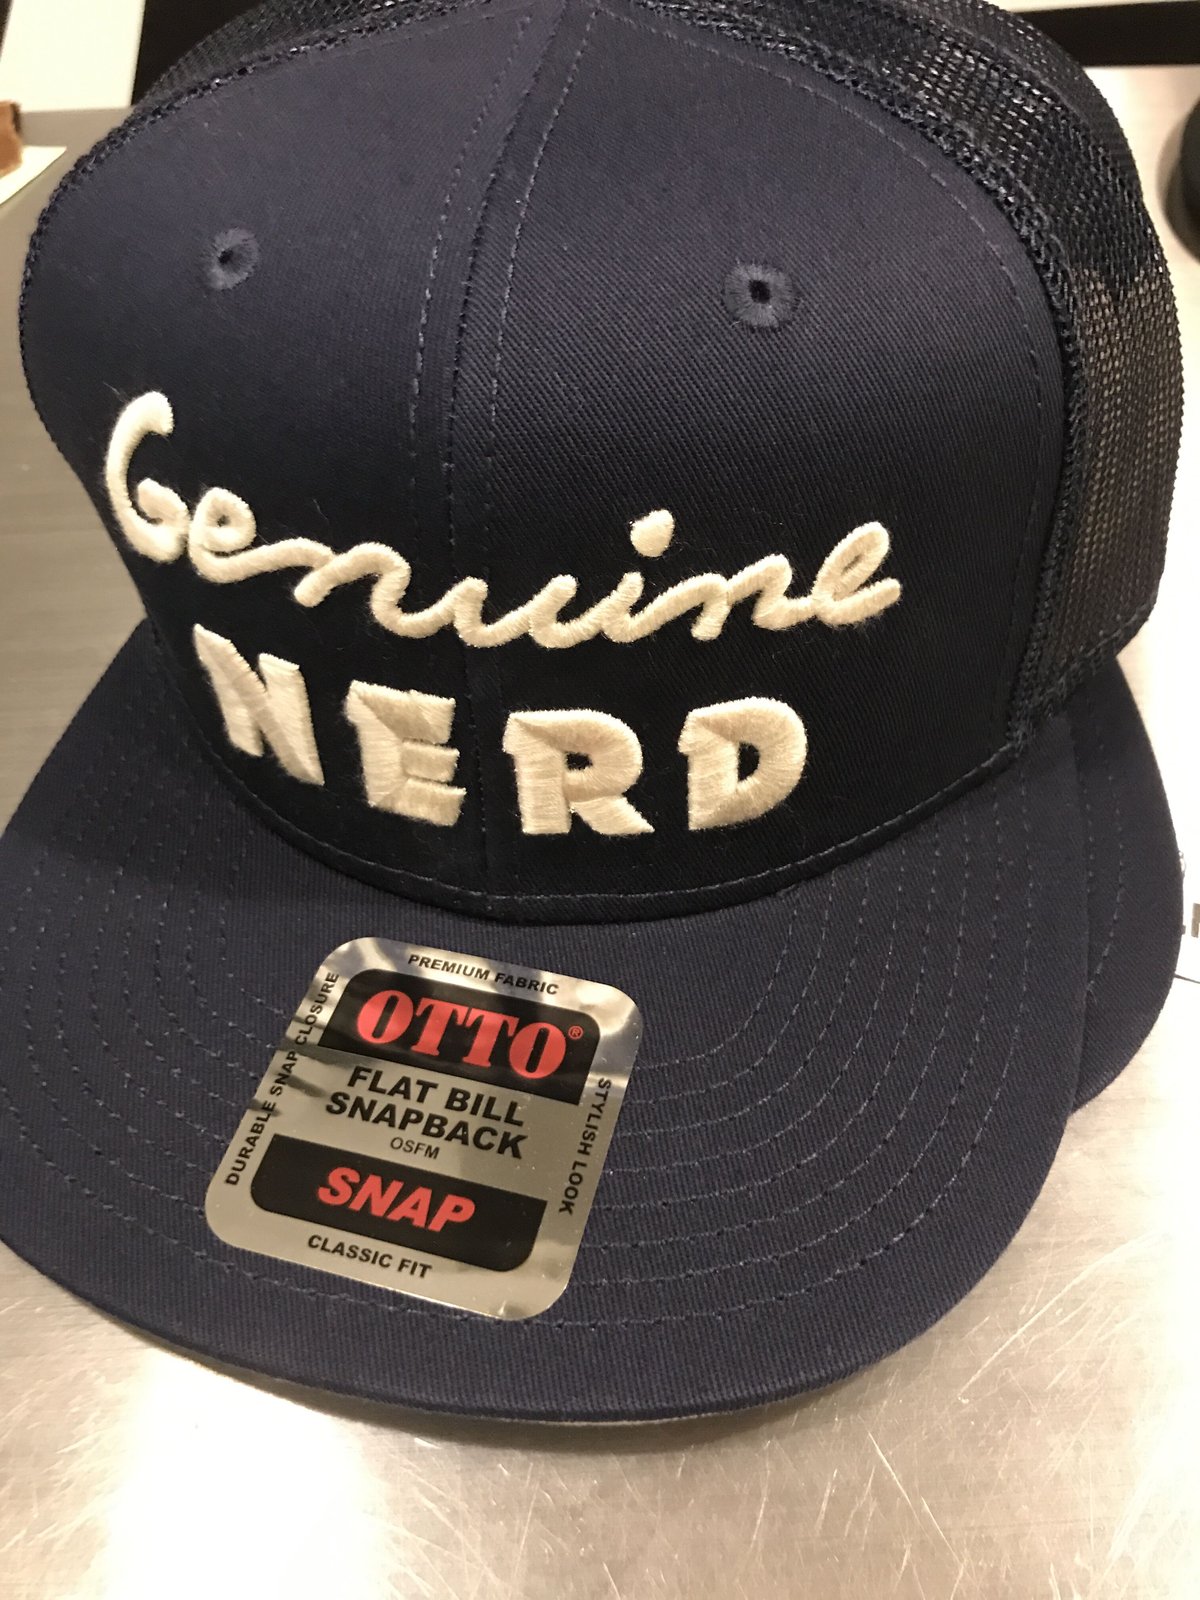 Genuine
NERD
PREMIUM FABRIC
OTTO®
FLAT BILL
SNAPBACK
OSFM
SNAP
CLASSIC FIT
DURABLE SNAP CLOSURE
STYLISH LOOK